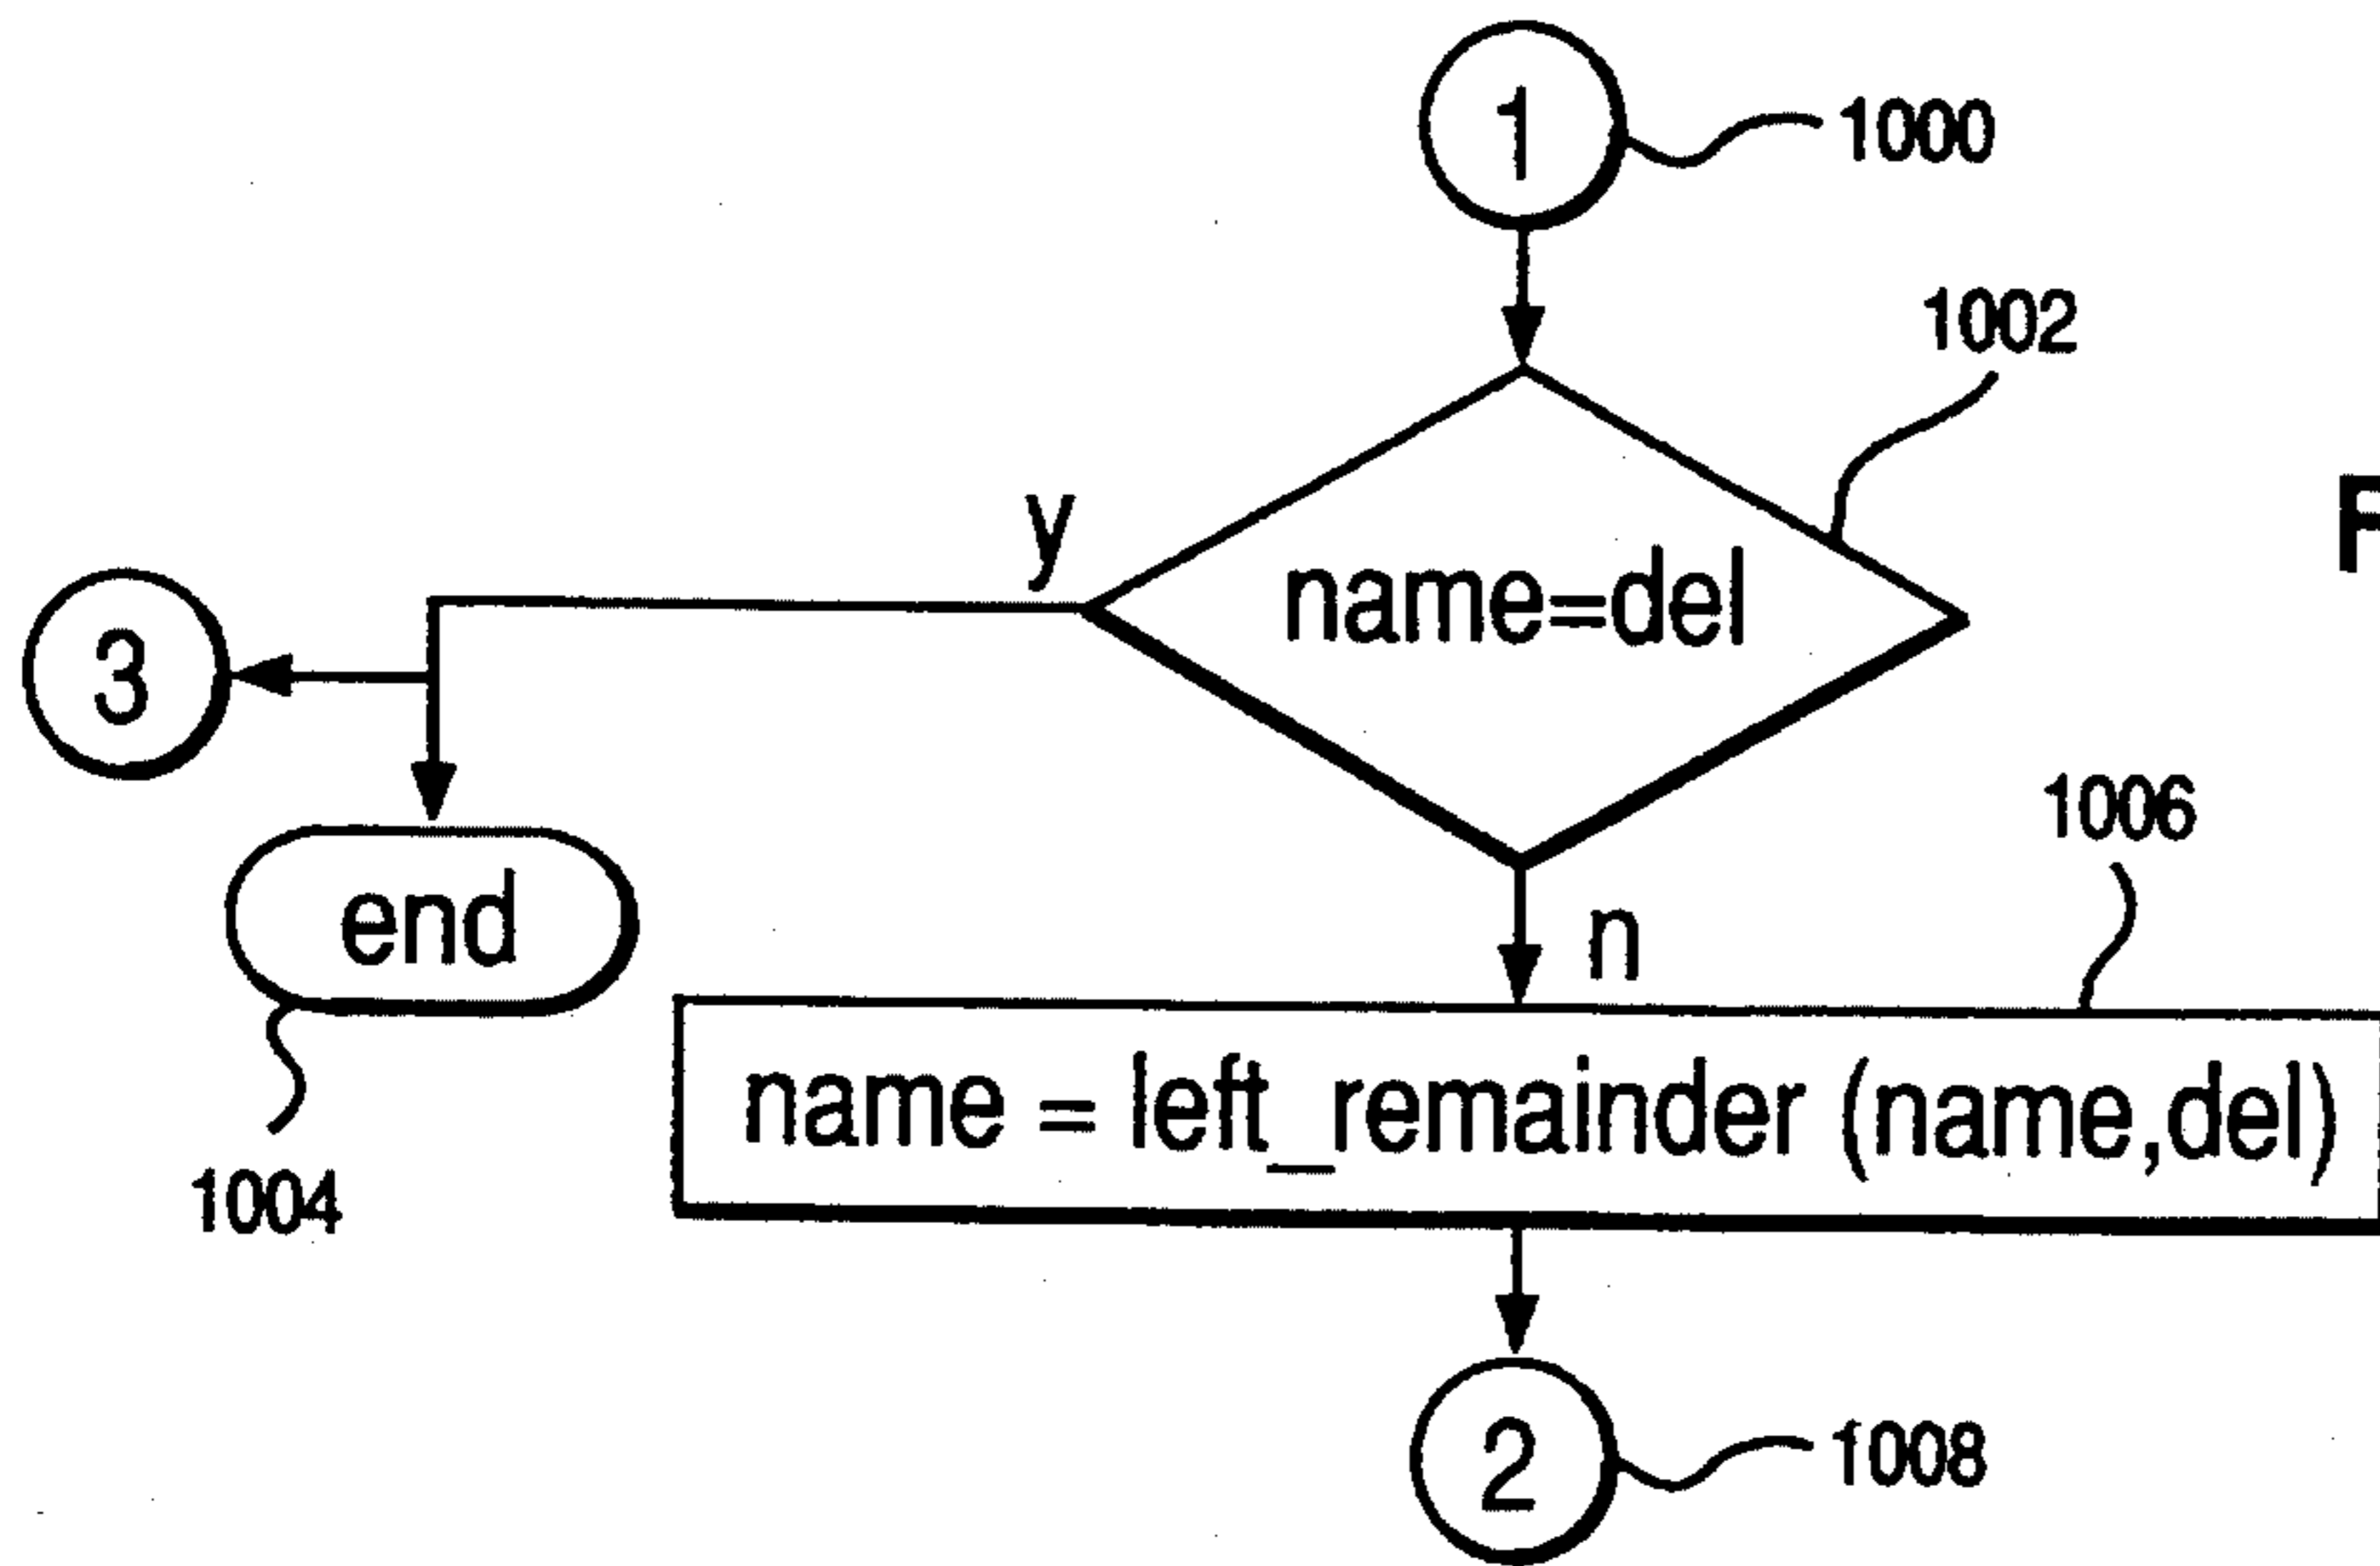 1
1000
1002
y
name=del
3
1006
end
n
name = left_remainder (name,del)
1004
2
1008